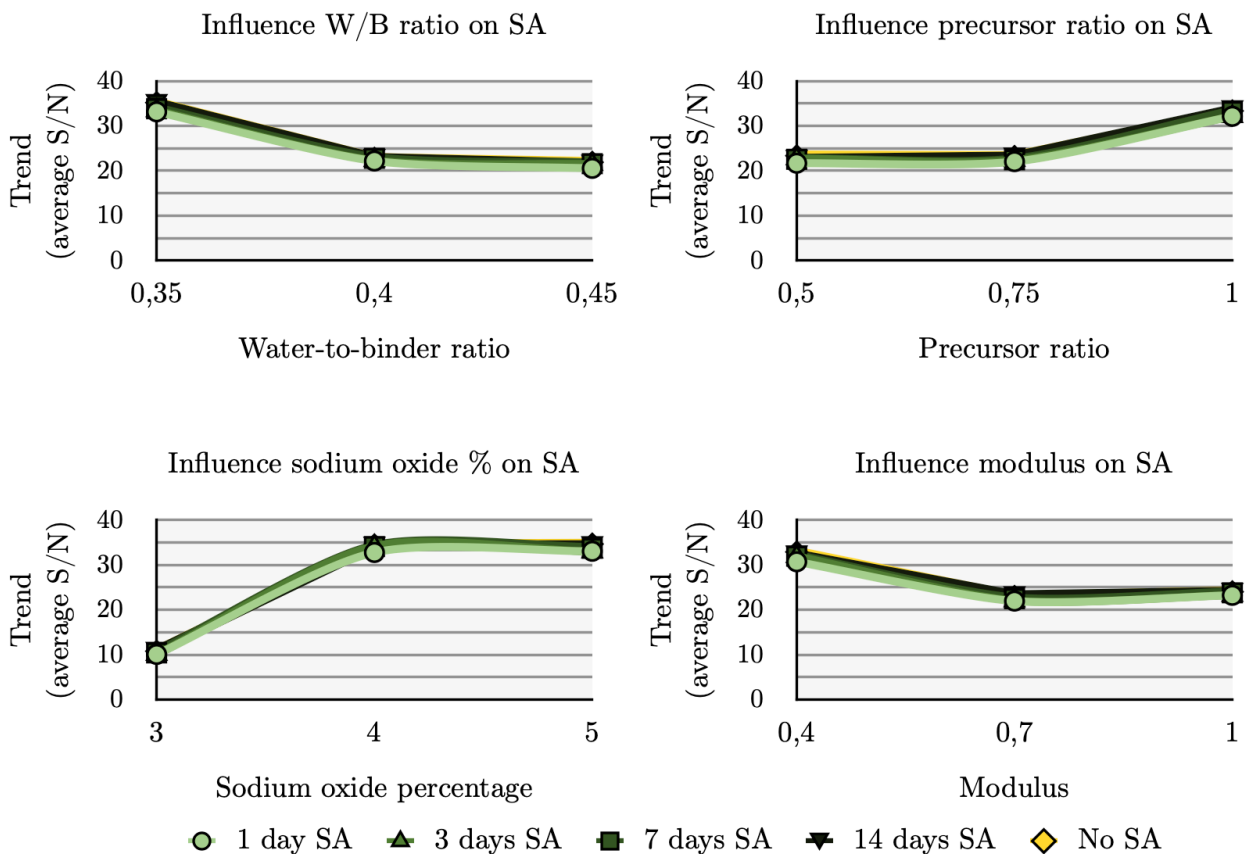 Influence W/B ratio on SA
Trend
(average S/N)
40
30
20
10
0
0,35 0,4 0,45
Water-to-binder ratio
Influence precursor ratio on SA
Trend
(average S/N)
40
30
20
10
0
0,5 0,75 1
Precursor ratio
Influence sodium oxide % on SA
Trend
(average S/N)
40
30
20
10
0
3 4 5
Sodium oxide percentage
Influence modulus on SA
Trend
(average S/N)
40
30
20
10
0
0,4 0,7 1
Modulus
1 day SA 3 days SA 7 days SA 14 days SA No SA